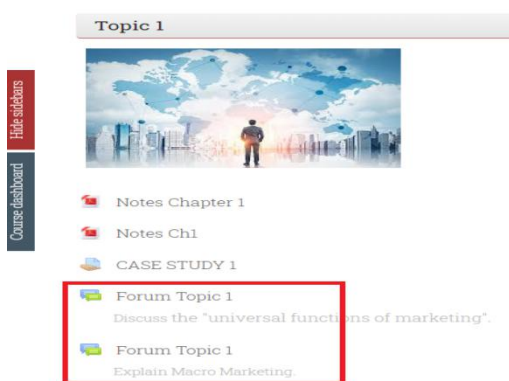 Topic 1
Hide sidebars
Course dashboard
Notes Chapter 1
Notes Ch1
CASE STUDY 1
Forum Topic 1
Discuss the "universal functions of marketing".
Forum Topic 1
Explain Macro Marketing.